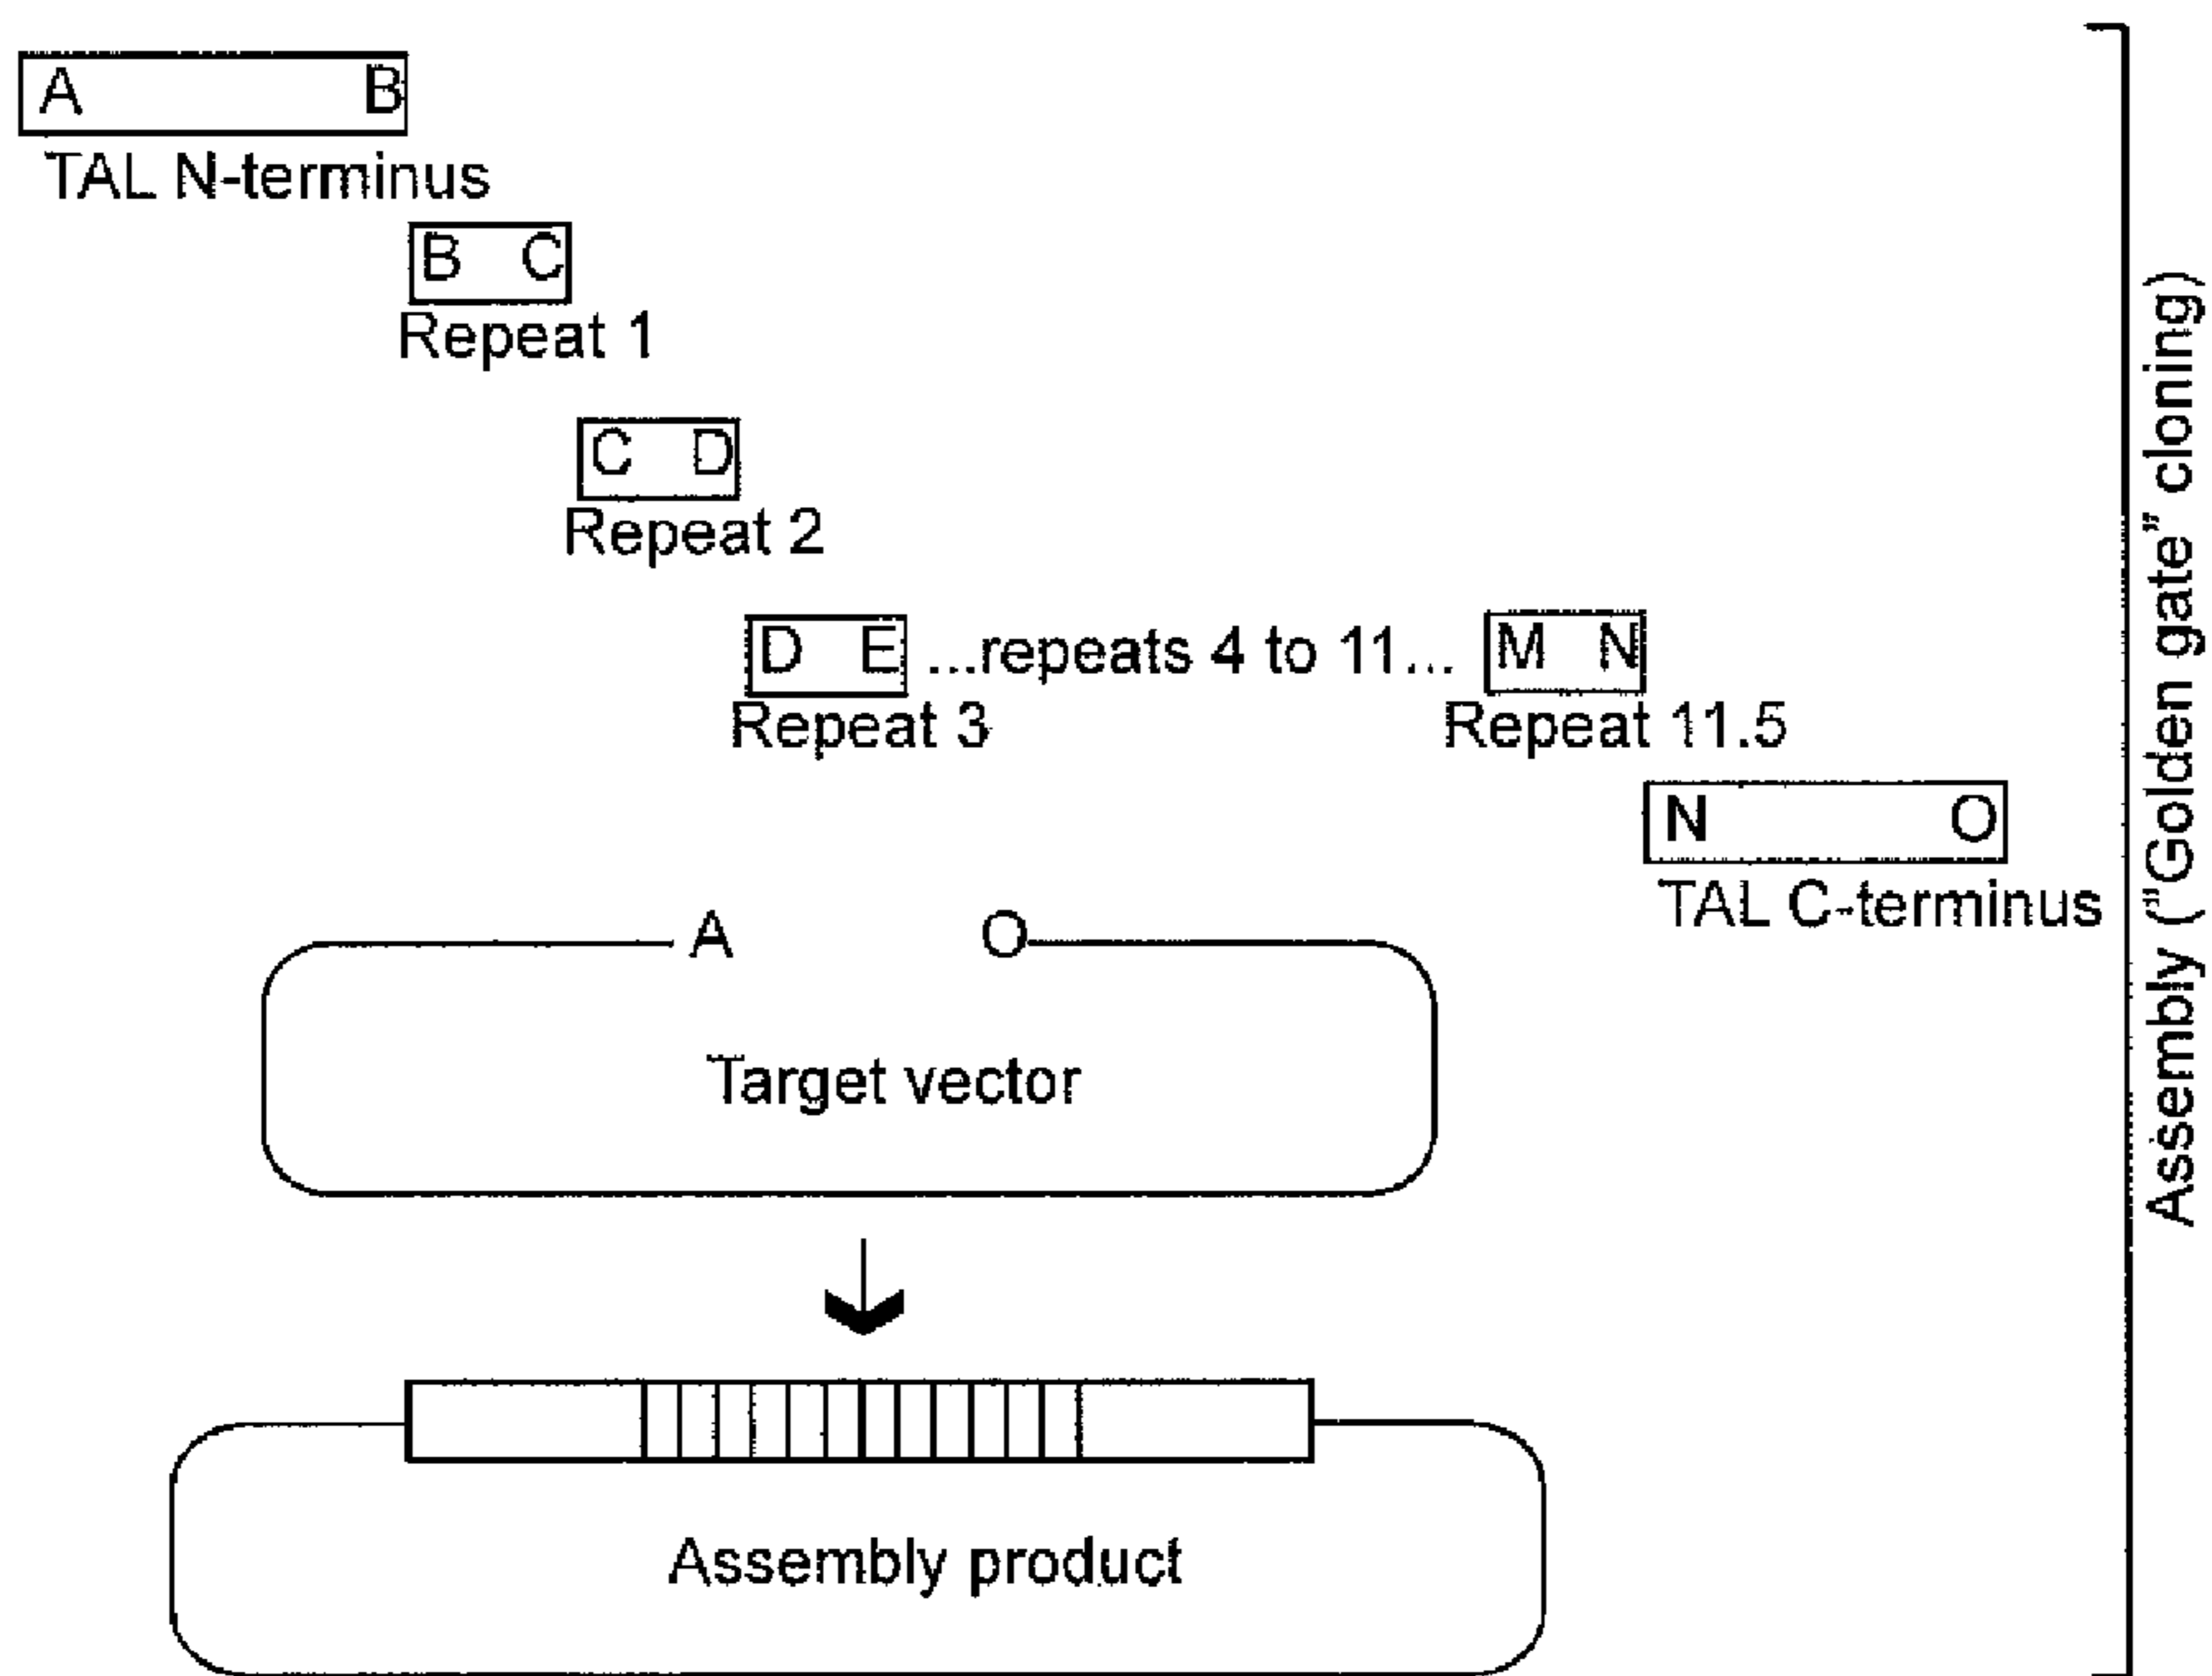 A B
TAL N-terminus
B C
Repeat 1
C D
Repeat 2
D E ...repeats 4 to 11... M N
Repeat 3 Repeat 11.5
N O
TAL C-terminus
A O
Target vector
Assembly product
Assembly ("Golden gate" cloning)